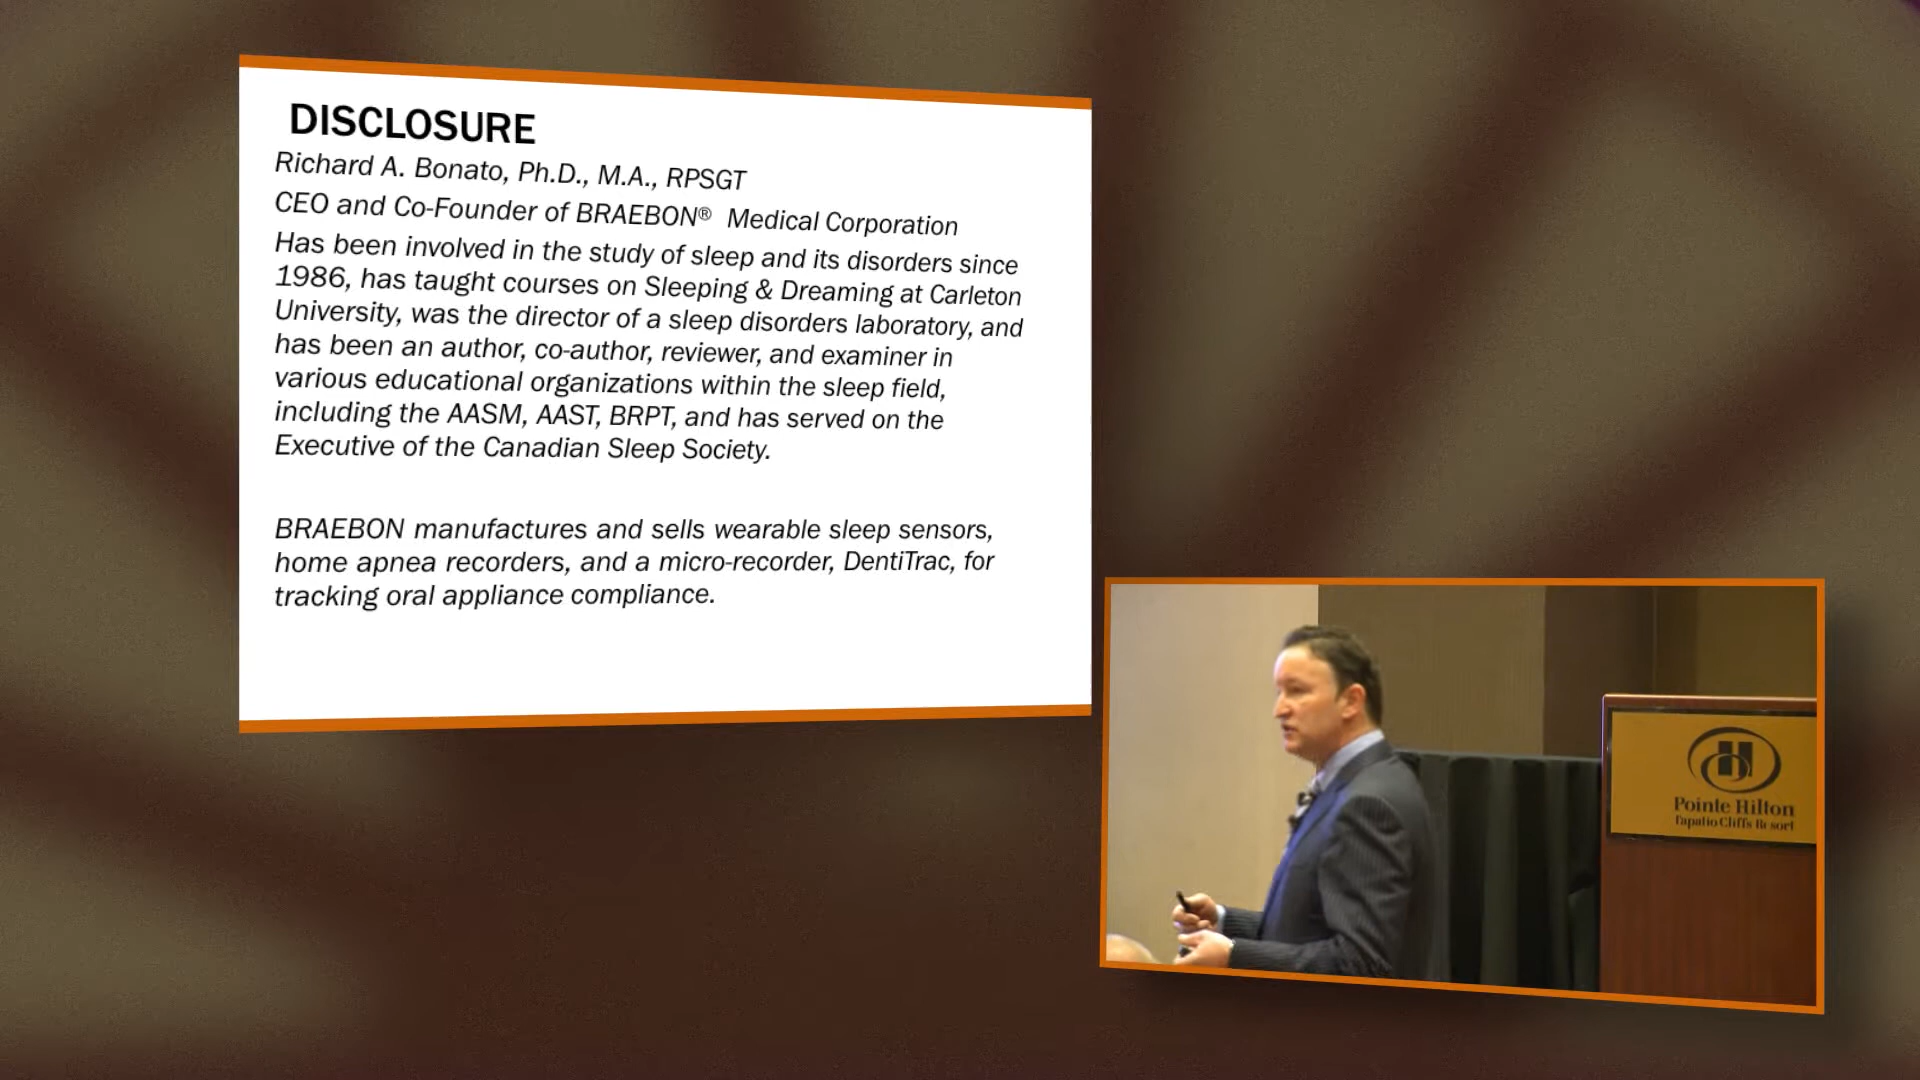 DISCLOSURE
Richard A. Bonato, Ph.D., M.A., RPSGT
CEO and Co-Founder of BRAEBON® Medical Corporation
Has been involved in the study of sleep and its disorders since
1986, has taught courses on Sleeping & Dreaming at Carleton
University, was the director of a sleep disorders laboratory, and
has been an author, co-author, reviewer, and examiner in
various educational organizations within the sleep field,
including the AASM, AAST, BRPT, and has served on the
Executive of the Canadian Sleep Society.
BRAEBON manufactures and sells wearable sleep sensors,
home apnea recorders, and a micro-recorder, DentiTrac, for
tracking oral appliance compliance.
Pointe Hilton
Tapatio Cliffs Resort